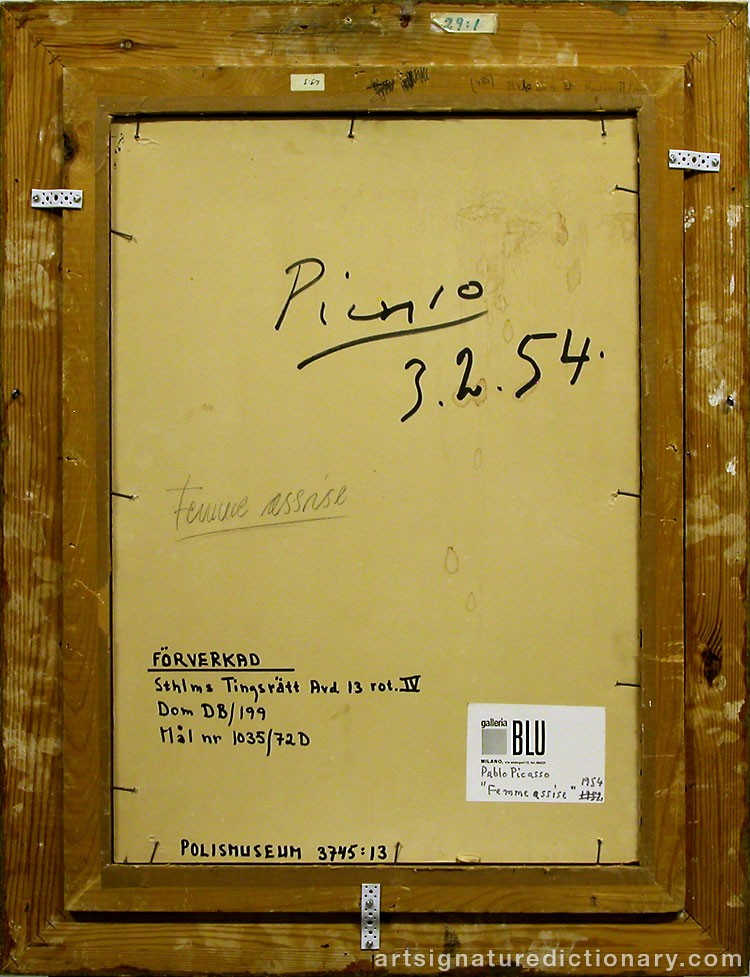 29:1
Picasso
3.2.54.
Femme assise
FÖRVERKAD
Sthlms Tingsrätt Avd 13 rot. IV
Dom DB/199
Mål nr 1035/72D
galleria
BLU
MILANO,
Pablo Picasso
"Femme assise" 1954
POLISMUSEUM 3745:13
artsignaturedictionary.com